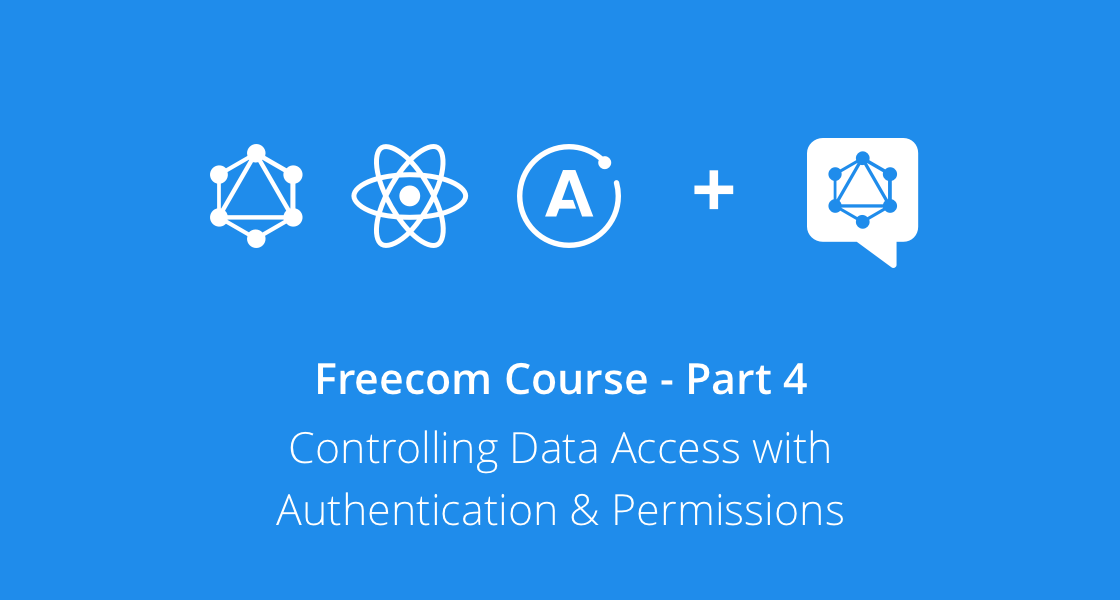 A +
Freecom Course - Part 4
Controlling Data Access with
Authentication & Permissions